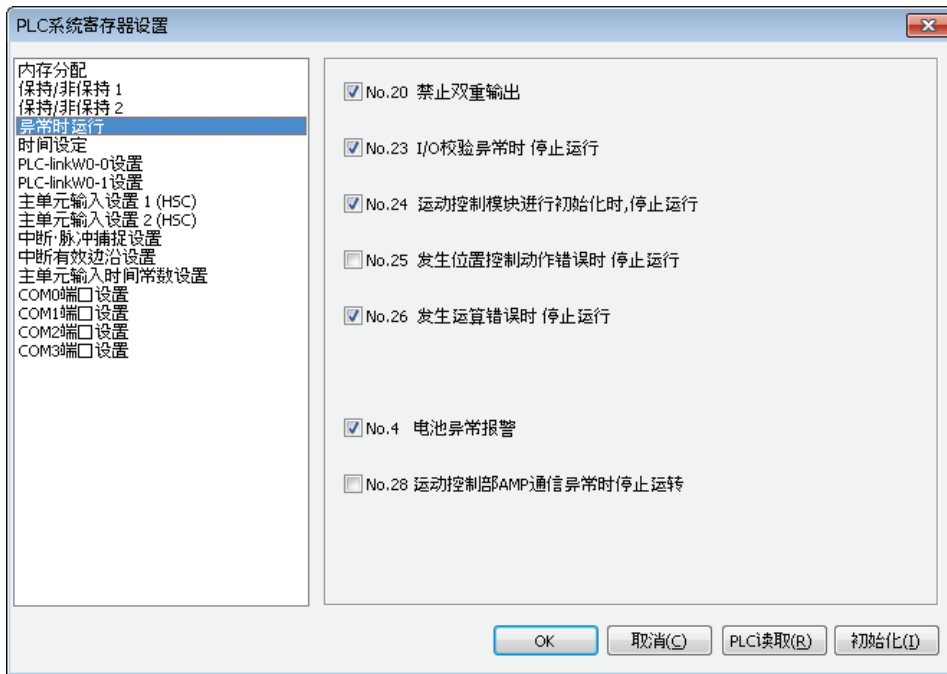 PLC系统寄存器设置
内存分配
保持/非保持 1
保持/非保持 2
异常时运行
时间设定
PLC-linkW0-0设置
PLC-linkW0-1设置
主单元输入设置 1 (HSC)
主单元输入设置 2 (HSC)
中断·脉冲捕捉设置
中断有效边沿设置
主单元输入时间常数设置
COM0端口设置
COM1端口设置
COM2端口设置
COM3端口设置
No.20 禁止双重输出
No.23 I/O校验异常时 停止运行
No.24 运动控制模块进行初始化时,停止运行
No.25 发生位置控制动作错误时 停止运行
No.26 发生运算错误时 停止运行
No.4 电池异常报警
No.28 运动控制部AMP通信异常时停止运转
OK 取消(C) PLC读取(R) 初始化(I)